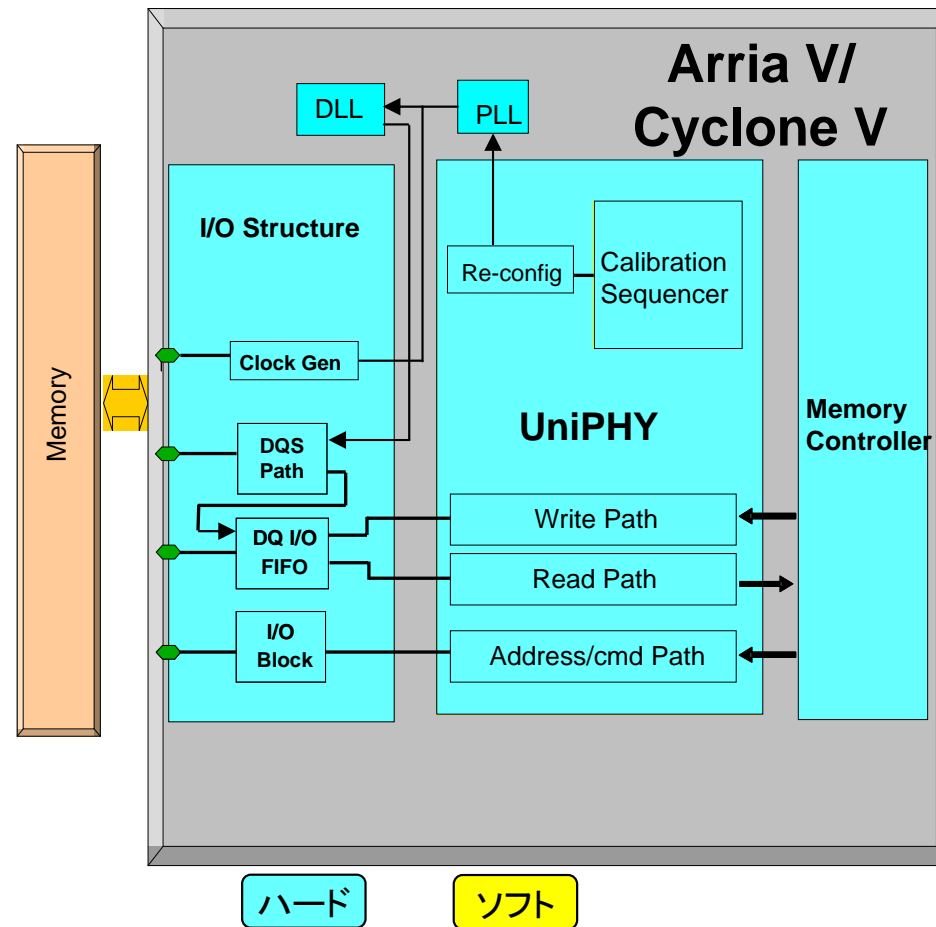 Arria V/
Cyclone V
DLL
PLL
I/O Structure
Re-config
Calibration
Sequencer
Clock Gen
Memory
UniPHY
Memory
Controller
DQS
Path
Write Path
DQ I/O
FIFO
Read Path
I/O
Block
Address/cmd Path
ハード
ソフト